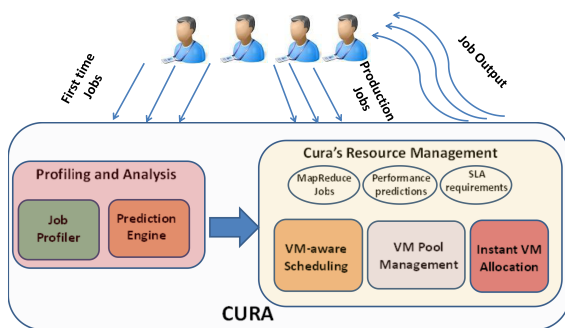 First time
Jobs
Production
Jobs
Job Output
Profiling and Analysis
Job
Profiler
Prediction
Engine
Cura's Resource Management
MapReduce
Jobs
Performance
predictions
SLA
requirements
VM-aware
Scheduling
VM Pool
Management
Instant VM
Allocation
CURA